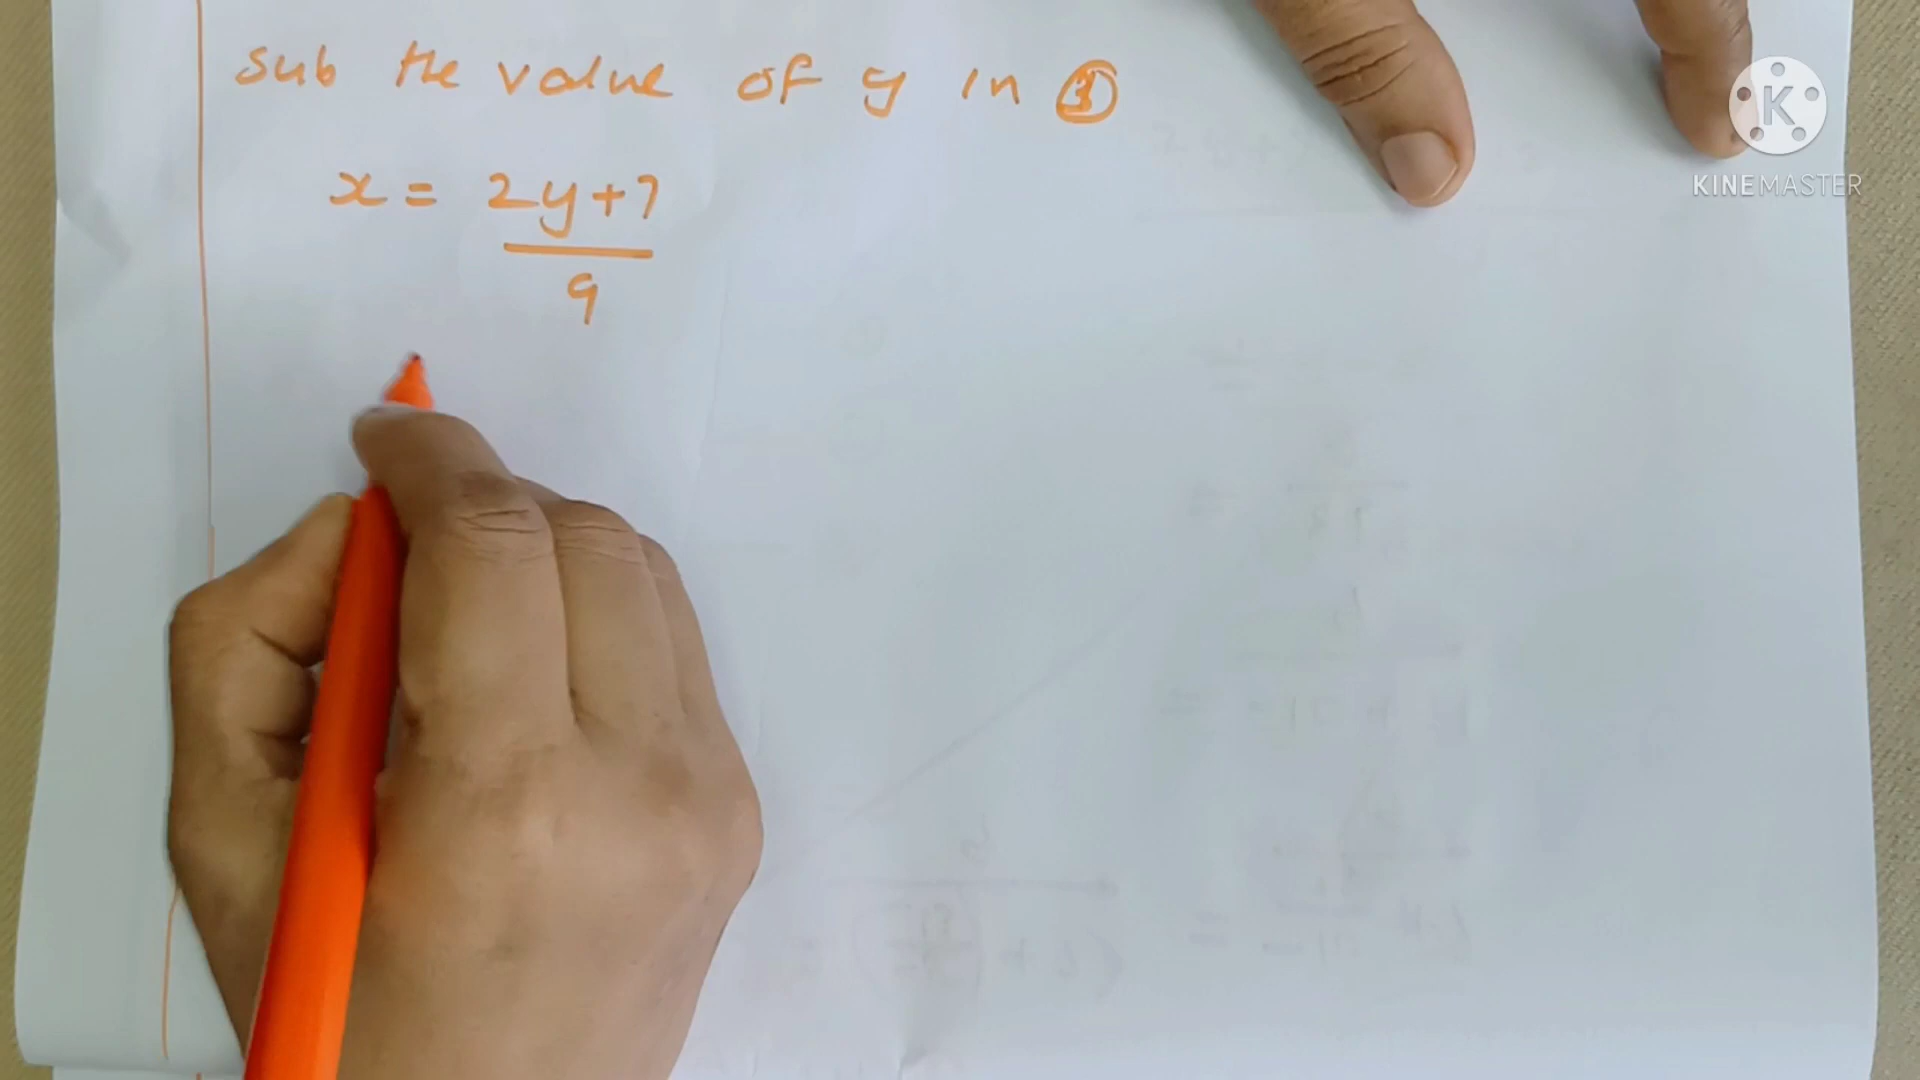 sub the value of y in ③
x = 2y+7
9
K
KINEMASTER